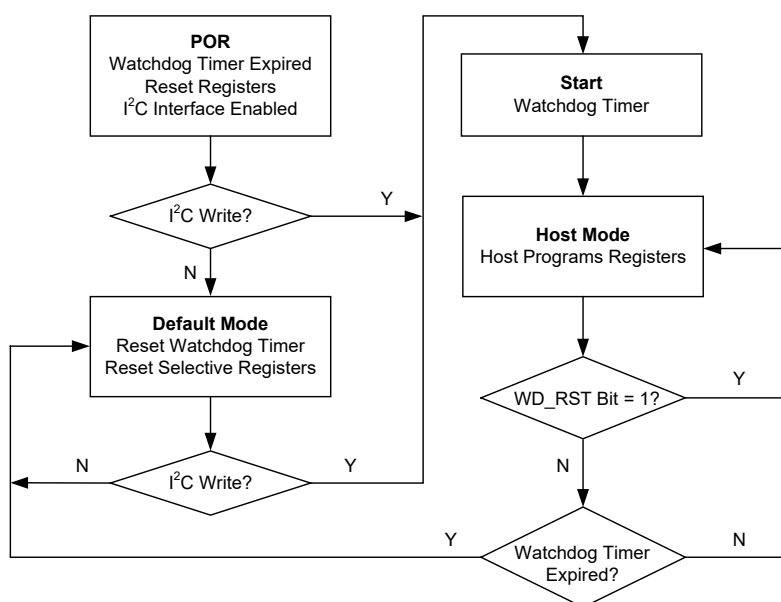 POR
Watchdog Timer Expired
Reset Registers
I²C Interface Enabled
I²C Write?
Y
N
Default Mode
Reset Watchdog Timer
Reset Selective Registers
I²C Write?
N
Y
Start
Watchdog Timer
Host Mode
Host Programs Registers
WD_RST Bit = 1?
Y
N
Watchdog Timer
Expired?
Y
N